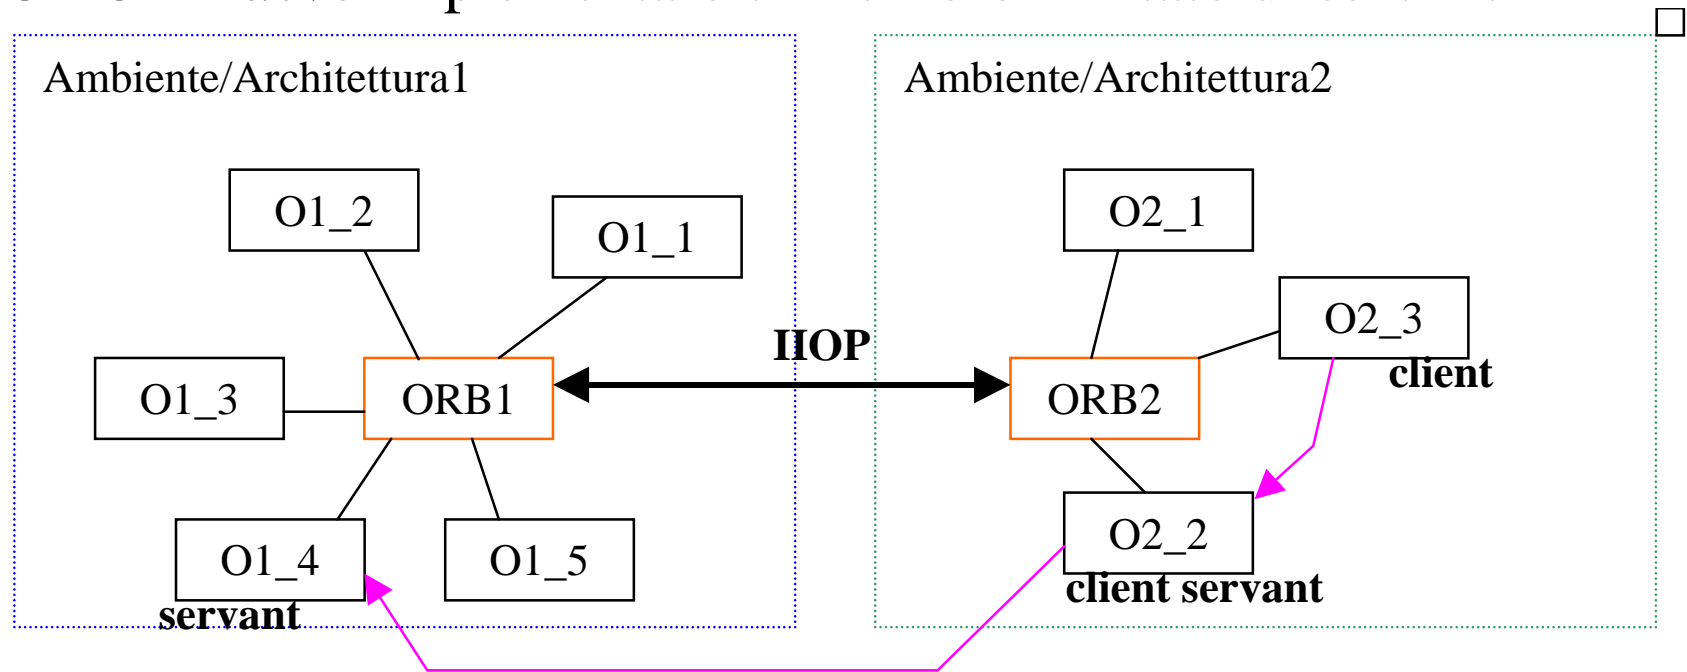 Ambiente/Architettura1
Ambiente/Architettura2
O1_2
O1_1
O2_1
O2_3
client
IIOP
O1_3
ORB1
ORB2
O1_4
servant
O1_5
O2_2
client servant